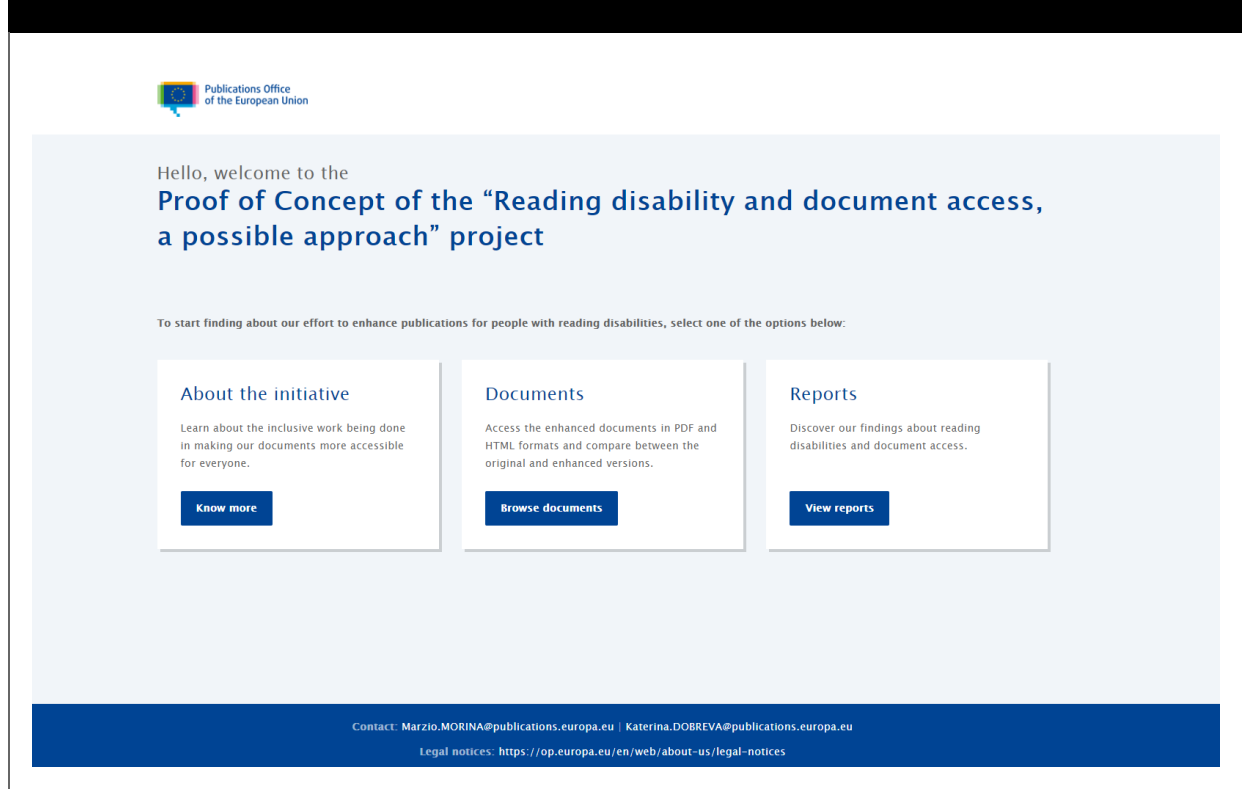 Publications Office
of the European Union
Hello, welcome to the
Proof of Concept of the “Reading disability and document access,
a possible approach” project
To start finding about our effort to enhance publications for people with reading disabilities, select one of the options below:
About the initiative
Learn about the inclusive work being done
in making our documents more accessible
for everyone.
Know more
Documents
Access the enhanced documents in PDF and
HTML formats and compare between the
original and enhanced versions.
Browse documents
Reports
Discover our findings about reading
disabilities and document access.
View reports
Contact: Marzio.MORINA@publications.europa.eu | Katerina.DOBREVA@publications.europa.eu
Legal notices: https://op.europa.eu/en/web/about-us/legal-notices